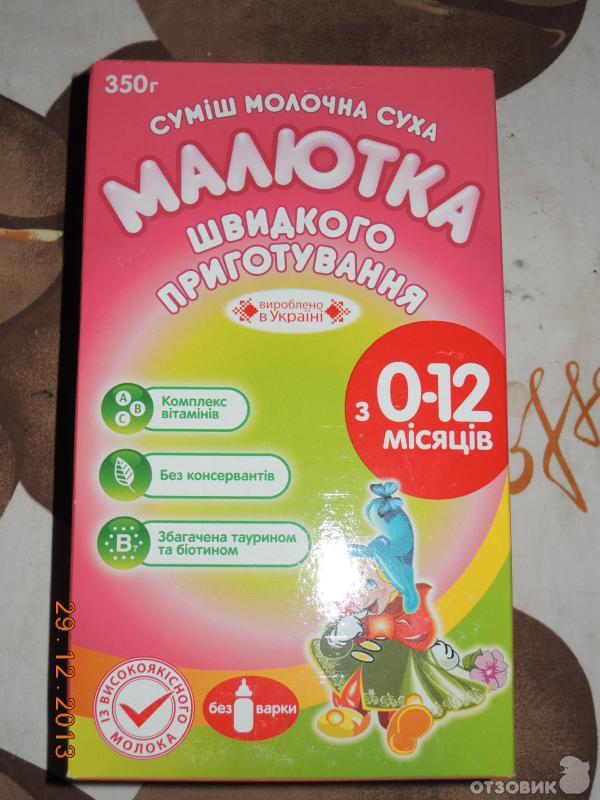 350г
СУМІШ МОЛОЧНА СУХА
МАЛЮТКА
ШВИДКОГО
ПРИГОТУВАННЯ
вироблено
в Україні
з 0-12
місяців
А В С
Комплекс
вітамінів
Без консервантів
В7
Збагачена таурином
та біотином
ІЗ ВИСОКОЯКІСНОГО
МОЛОКА
без варки
29.12.2013
ОТЗОВИК